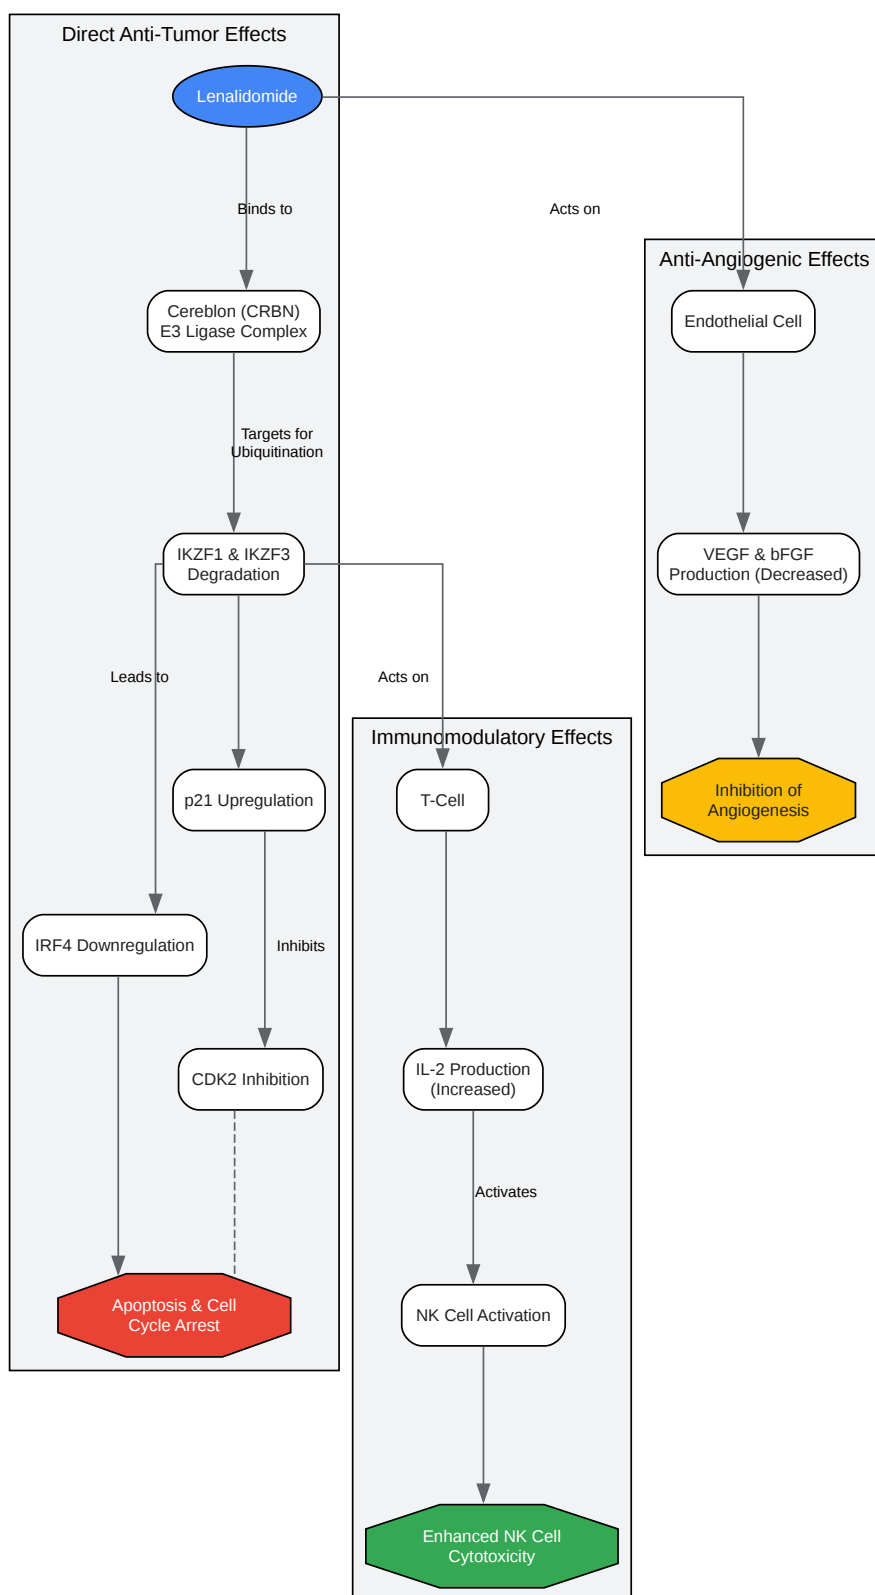 Direct Anti-Tumor Effects
Lenalidomide
Binds to
Acts on
Anti-Angiogenic Effects
Cereblon (CRBN)
E3 Ligase Complex
Endothelial Cell
Targets for
Ubiquitination
IKZF1 & IKZF3
Degradation
VEGF & bFGF
Production (Decreased)
Leads to
Acts on
Immunomodulatory Effects
p21 Upregulation
T-Cell
Inhibition of
Angiogenesis
IRF4 Downregulation
Inhibits
CDK2 Inhibition
IL-2 Production
(Increased)
Activates
Apoptosis & Cell
Cycle Arrest
NK Cell Activation
Enhanced NK Cell
Cytotoxicity